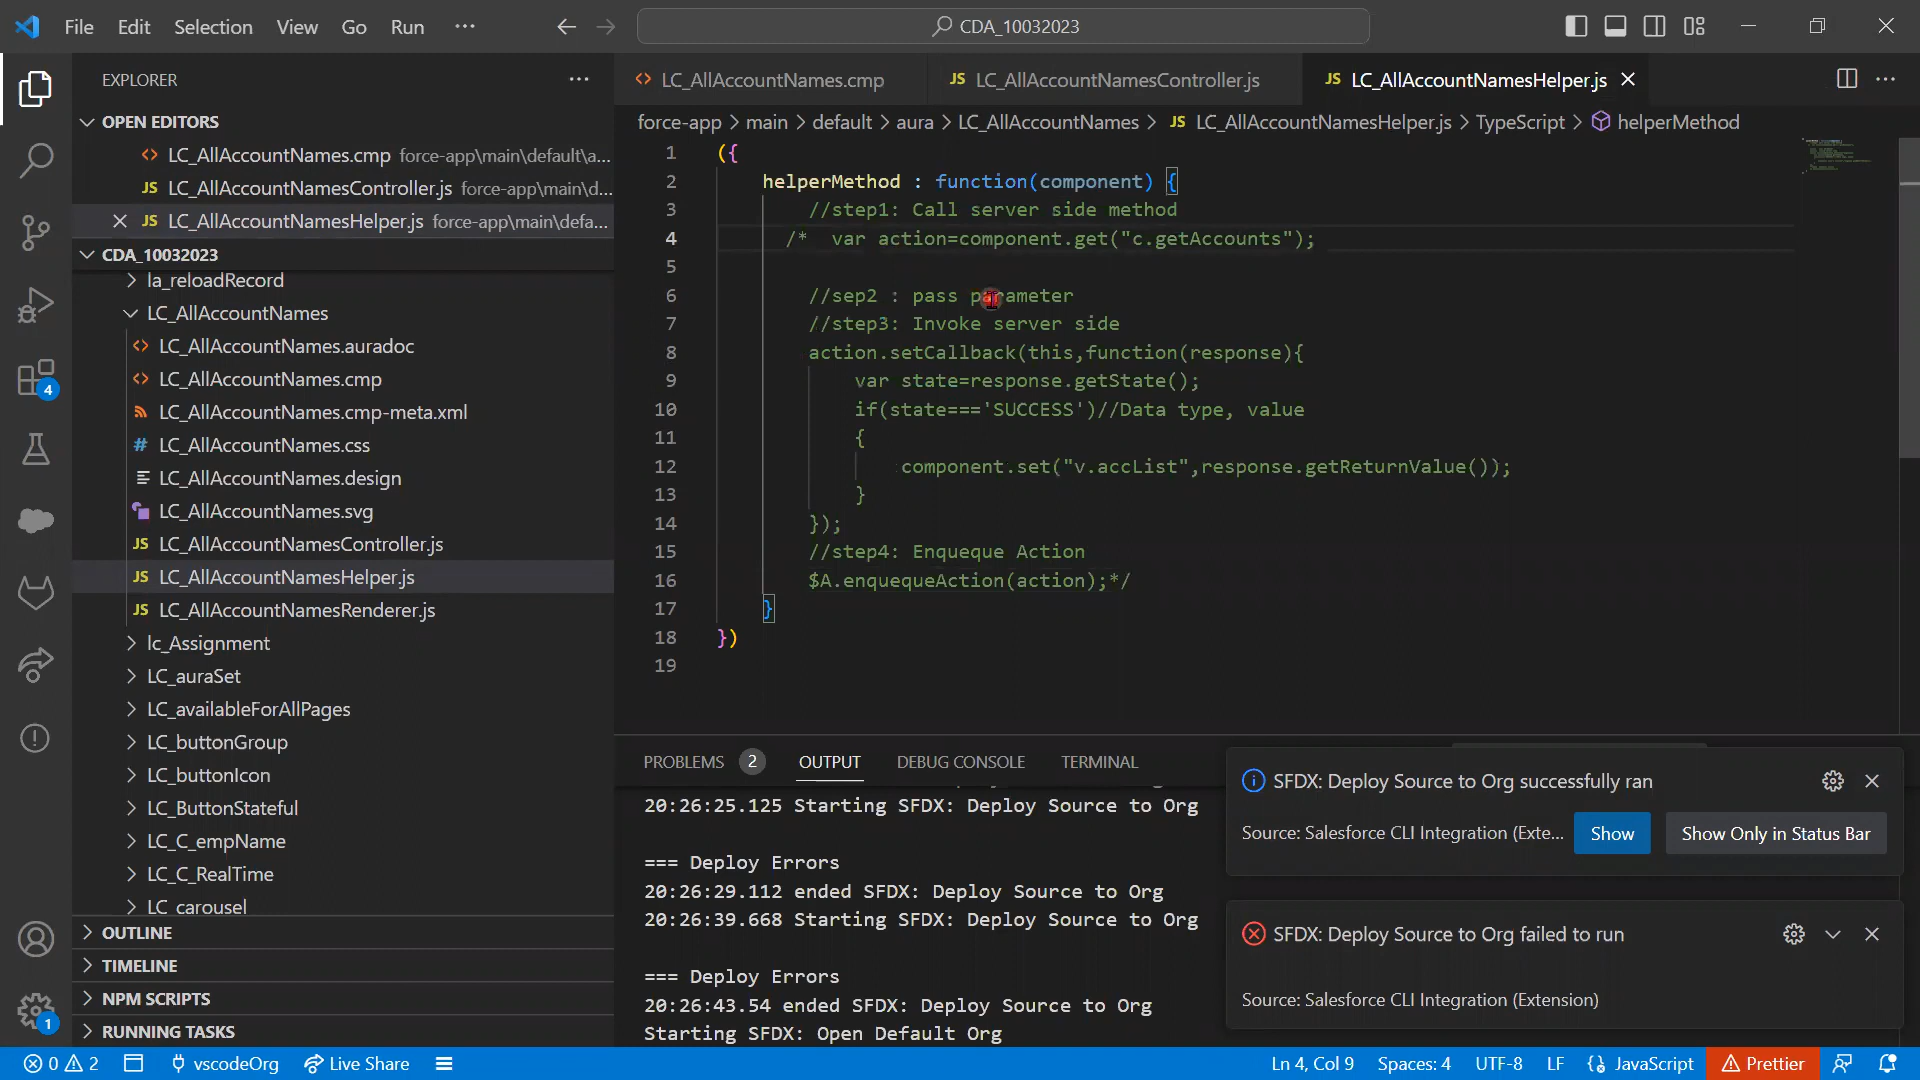 File Edit Selection View Go Run ···
CDA_10032023
EXPLORER ···
OPEN EDITORS
LC_AllAccountNames.cmp force-app\main\default\a...
LC_AllAccountNamesController.js force-app\main\d...
LC_AllAccountNamesHelper.js force-app\main\defa...
CDA_10032023
la_reloadRecord
LC_AllAccountNames
LC_AllAccountNames.auradoc
LC_AllAccountNames.cmp
LC_AllAccountNames.cmp-meta.xml
LC_AllAccountNames.css
LC_AllAccountNames.design
LC_AllAccountNames.svg
LC_AllAccountNamesController.js
LC_AllAccountNamesHelper.js
LC_AllAccountNamesRenderer.js
lc_Assignment
LC_auraSet
LC_availableForAllPages
LC_buttonGroup
LC_buttonIcon
LC_ButtonStateful
LC_C_empName
LC_C_RealTime
LC_carousel
OUTLINE
TIMELINE
NPM SCRIPTS
RUNNING TASKS
4
1
LC_AllAccountNames.cmp JS LC_AllAccountNamesController.js JS LC_AllAccountNamesHelper.js
force-app > main > default > aura > LC_AllAccountNames > JS LC_AllAccountNamesHelper.js > TypeScript > helperMethod
1 ({
2 helperMethod : function(component) {
3 //step1: Call server side method
4 /* var action=component.get("c.getAccounts");
5
6 //sep2 : pass parameter
7 //step3: Invoke server side
8 action.setCallback(this,function(response){
9 var state=response.getState();
10 if(state==='SUCCESS')//Data type, value
11 {
12 component.set("v.accList",response.getReturnValue());
13 }
14 });
15 //step4: Enqueque Action
16 $A.enquequeAction(action);*/
17 }
18 })
19
PROBLEMS 2 OUTPUT DEBUG CONSOLE TERMINAL
20:26:25.125 Starting SFDX: Deploy Source to Org
=== Deploy Errors
20:26:29.112 ended SFDX: Deploy Source to Org
20:26:39.668 Starting SFDX: Deploy Source to Org
=== Deploy Errors
20:26:43.54 ended SFDX: Deploy Source to Org
Starting SFDX: Open Default Org
SFDX: Deploy Source to Org successfully ran
Source: Salesforce CLI Integration (Exte... Show Show Only in Status Bar
SFDX: Deploy Source to Org failed to run
Source: Salesforce CLI Integration (Extension)
0 2 vscodeOrg Live Share Ln 4, Col 9 Spaces: 4 UTF-8 LF {} JavaScript Prettier